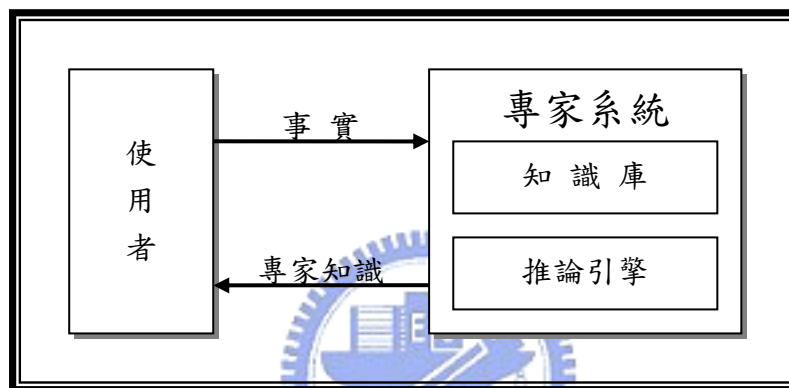 使
用
者
事 實
專家知識
專家系統
知 識 庫
推論引擎